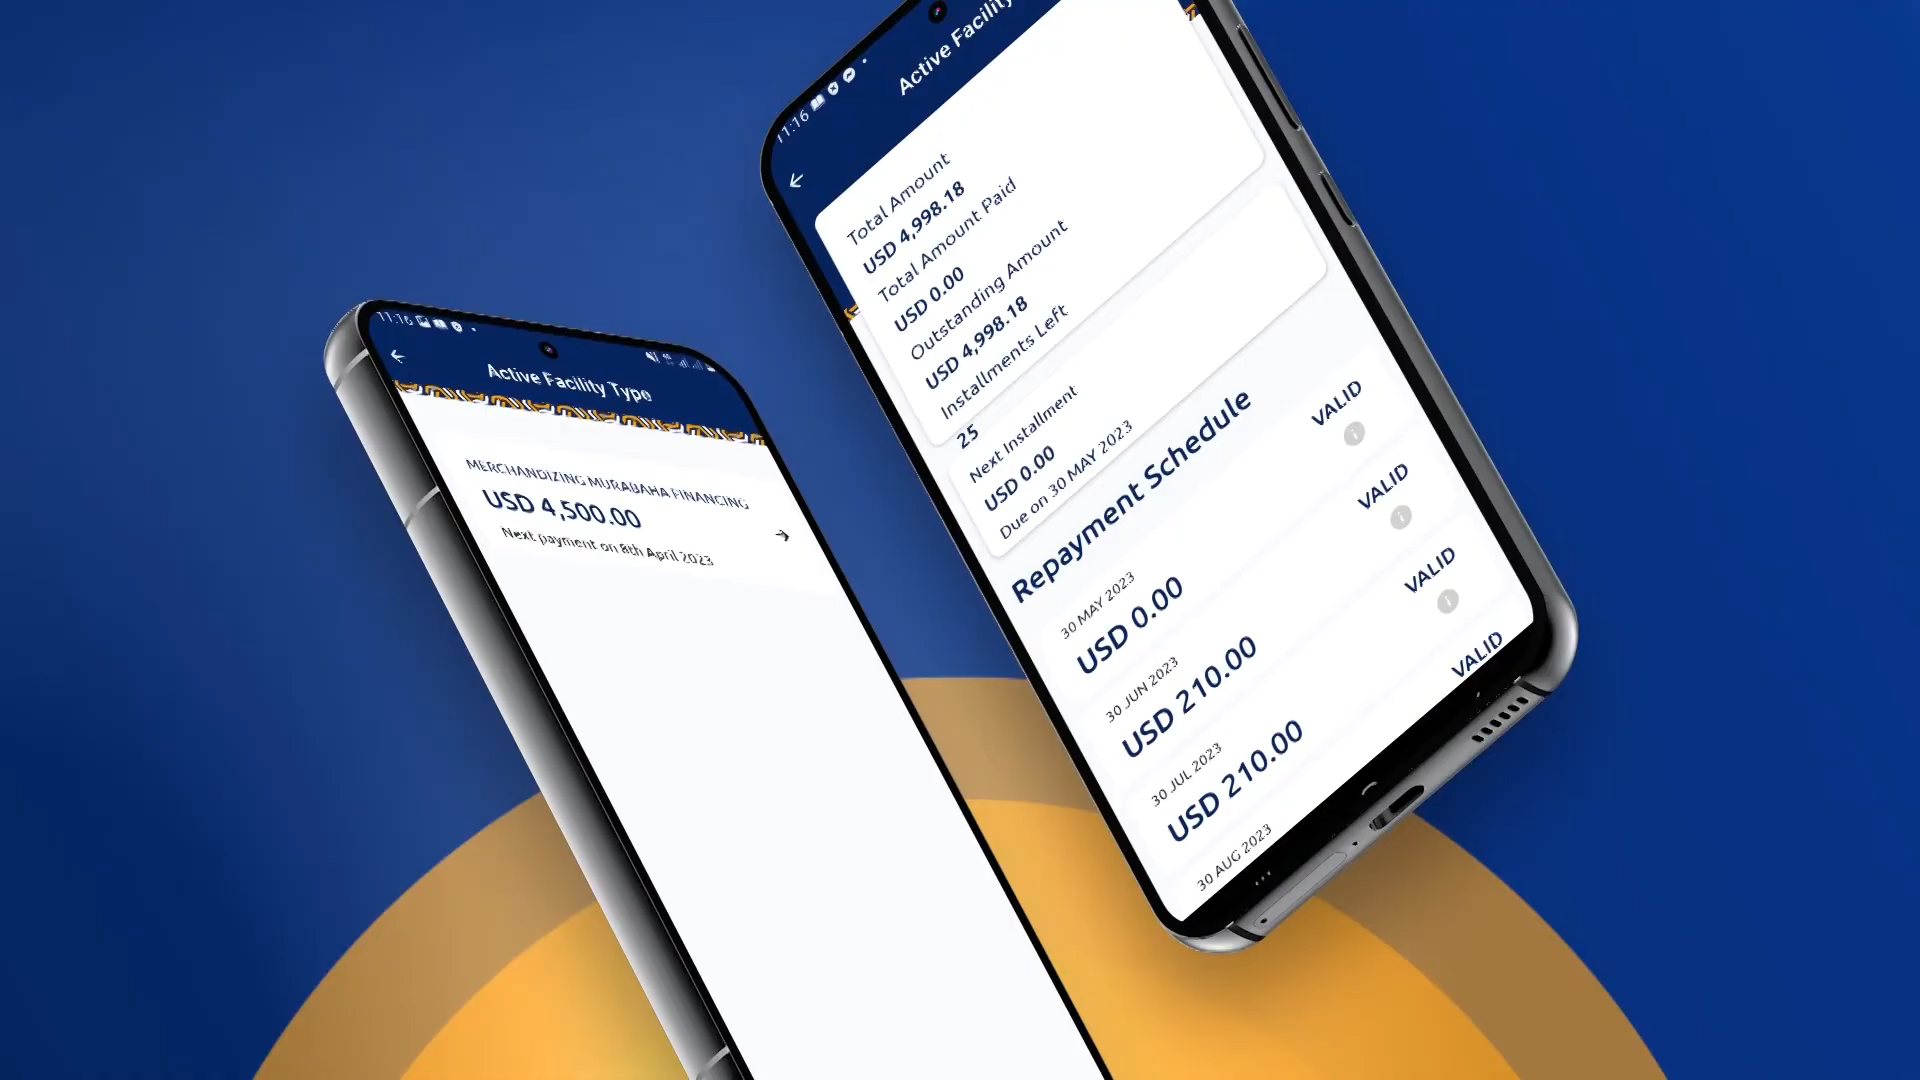 11:16
Active Facility Type
MERCHANDIZING MURABAHA FINANCING
USD 4,500.00
Next payment on 8th April 2023
11:16
Active Facility
Total Amount
USD 4,998.18
Total Amount Paid
USD 0.00
Outstanding Amount
USD 4,998.18
Installments Left
25
Next Installment
USD 0.00
Due on 30 MAY 2023
Repayment Schedule
30 MAY 2023
USD 0.00
VALID
30 JUN 2023
USD 210.00
VALID
30 JUL 2023
USD 210.00
VALID
30 AUG 2023
VALID